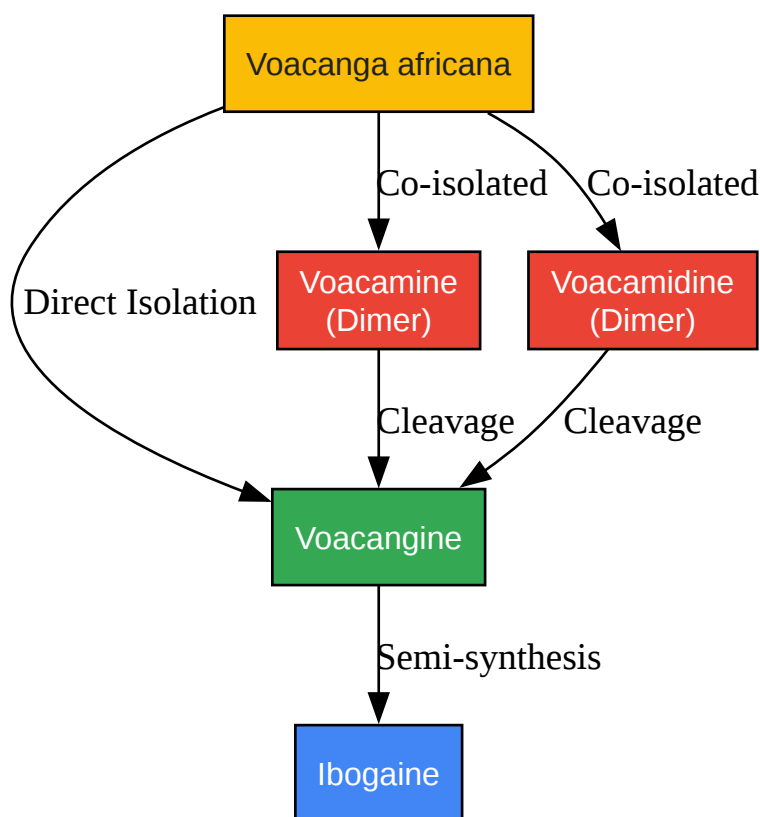 Voacanga africana
Co-isolated
Co-isolated
Voacamine
(Dimer)
Voacamidine
(Dimer)
Direct Isolation
Cleavage
Cleavage
Voacangine
Semi-synthesis
Ibogaine